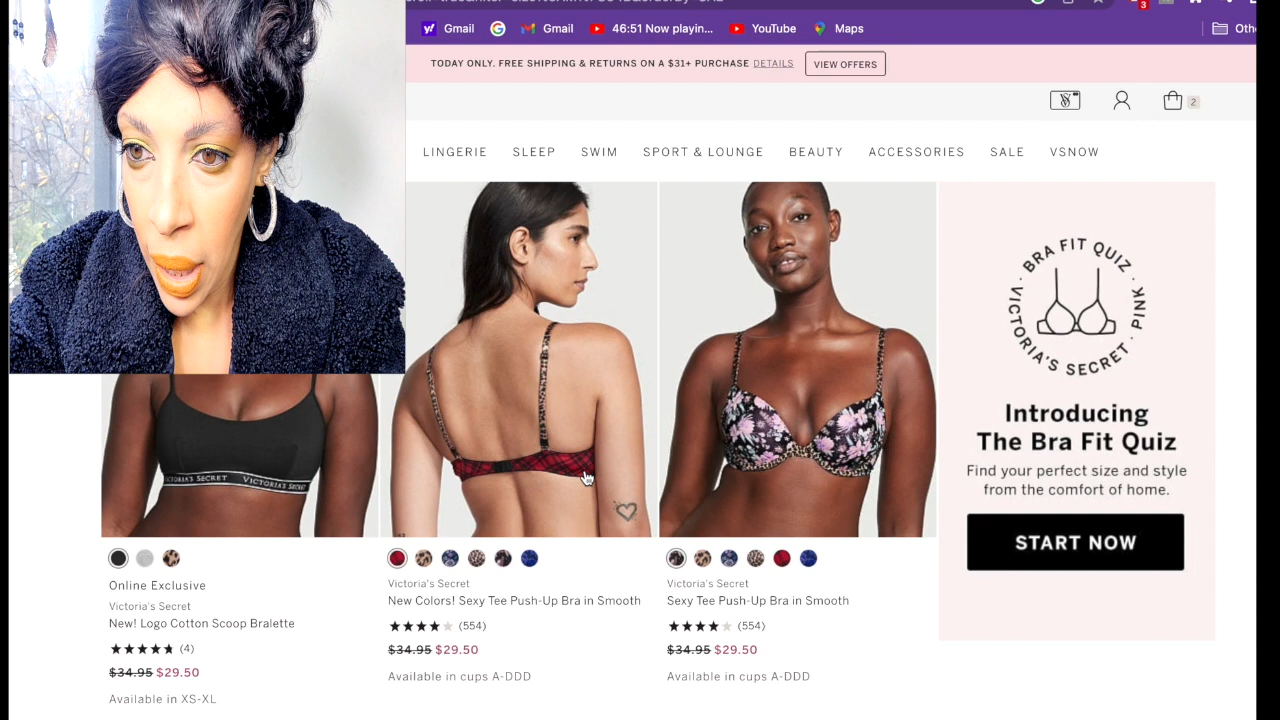 Gmail
Gmail
46:51 Now playin...
YouTube
Maps
3
TODAY ONLY. FREE SHIPPING & RETURNS ON A $31+ PURCHASE DETAILS
VIEW OFFERS
2
LINGERIE SLEEP SWIM SPORT & LOUNGE BEAUTY ACCESSORIES SALE VSNOW
VICTORIA'S SECRET VICTORIA'S SECRET
Online Exclusive
Victoria's Secret
New! Logo Cotton Scoop Bralette
(4)
$34.95 $29.50
Available in XS-XL
Victoria's Secret
New Colors! Sexy Tee Push-Up Bra in Smooth
(554)
$34.95 $29.50
Available in cups A-DDD
Victoria's Secret
Sexy Tee Push-Up Bra in Smooth
(554)
$34.95 $29.50
Available in cups A-DDD
· BRA FIT QUIZ · PINK · VICTORIA'S SECRET
Introducing
The Bra Fit Quiz
Find your perfect size and style
from the comfort of home.
START NOW